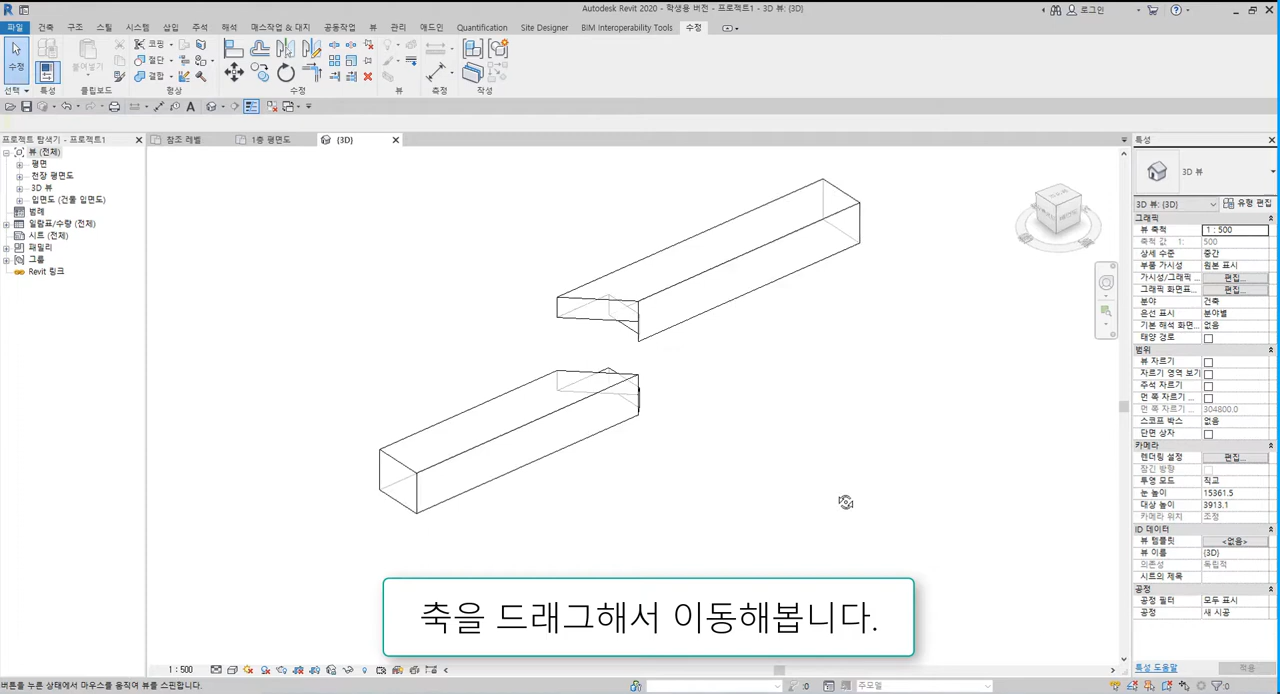 Autodesk Revit 2020 - 학생용 버전 - 프로젝트1 - 3D 뷰: {3D}
로그인
파일 건축 구조 스틸 시스템 삽입 주석 해석 매스작업 & 대지 공동작업 뷰 관리 애드인 Quantification Site Designer BIM Interoperability Tools 수정
수정 붙여넣기 코핑
절단
결합
선택 특성 클립보드 형상 수정 뷰 측정 작성
프로젝트 탐색기 - 프로젝트1
참조 레벨 1층 평면도 {3D}
뷰 (전체)
평면
천장 평면도
3D 뷰
입면도 (건물 입면도)
범례
일람표/수량 (전체)
시트 (전체)
패밀리
그룹
Revit 링크
특성
3D 뷰
3D 뷰: {3D} 유형 편집
그래픽
뷰 축척 1 : 500
축척 값 1: 500
상세 수준 중간
부품 가시성 원본 표시
가시성/그래픽 ... 편집...
그래픽 화면표... 편집...
분야 건축
은선 표시 분야별
기본 해석 화면... 없음
태양 경로
범위
뷰 자르기
자르기 영역 보기
주석 자르기
먼 쪽 자르기 ...
먼 쪽 자르기 ... 304800.0
스코프 박스 없음
단면 상자
카메라
렌더링 설정 편집...
잠긴 방향
투영 모드 직교
눈 높이 15361.5
대상 높이 3913.1
카메라 위치 조정
ID 데이터
뷰 템플릿 <없음>
뷰 이름 {3D}
의존성 독립적
시트의 제목
공정
공정 필터 모두 표시
공정 새 시공
특성 도움말 적용
축을 드래그해서 이동해봅니다.
1 : 500
버튼을 누른 상태에서 마우스를 움직여 뷰를 스핀합니다.
:0 주모델 :0